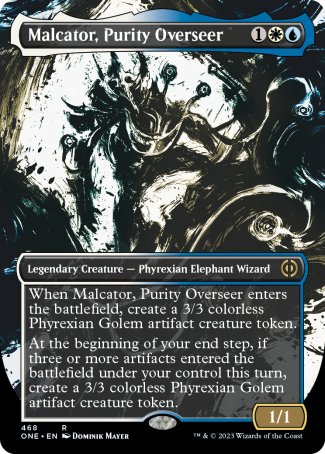 Malcator, Purity Overseer 1
Legendary Creature — Phyrexian Elephant Wizard
When Malcator, Purity Overseer enters
the battlefield, create a 3/3 colorless
Phyrexian Golem artifact creature token.
At the beginning of your end step, if
three or more artifacts entered the
battlefield under your control this turn,
create a 3/3 colorless Phyrexian Golem
artifact creature token.
1/1
468 R
ONE • EN Dominik Mayer ™ & © 2023 Wizards of the Coast